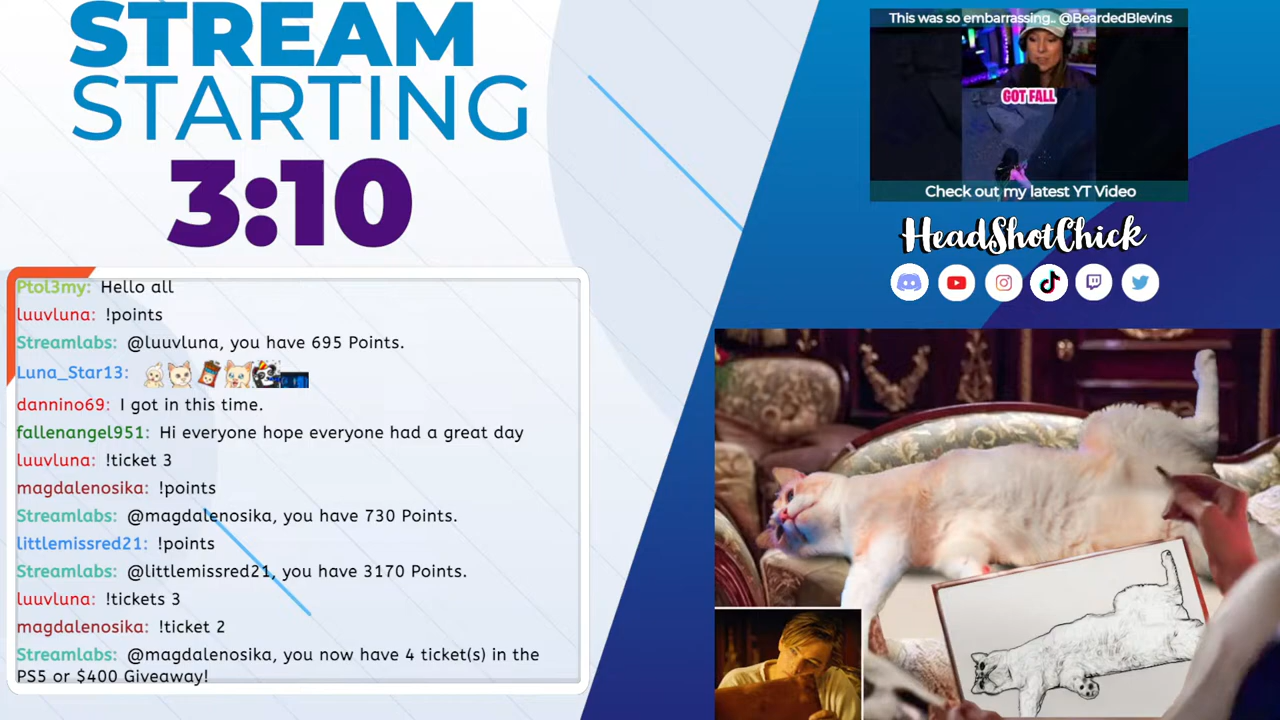 STREAM
STARTING
3:10
Ptol3my: Hello all
luuvluna: !points
Streamlabs: @luuvluna, you have 695 Points.
Luna_Star13:
dannino69: I got in this time.
fallenangel951: Hi everyone hope everyone had a great day
luuvluna: !ticket 3
magdalenosika: !points
Streamlabs: @magdalenosika, you have 730 Points.
littlemissred21: !points
Streamlabs: @littlemissred21, you have 3170 Points.
luuvluna: !tickets 3
magdalenosika: !ticket 2
Streamlabs: @magdalenosika, you now have 4 ticket(s) in the
PS5 or $400 Giveaway!
This was so embarrassing.. @BeardedBlevins
GOT FALL
Check out my latest YT Video
HeadShotChick